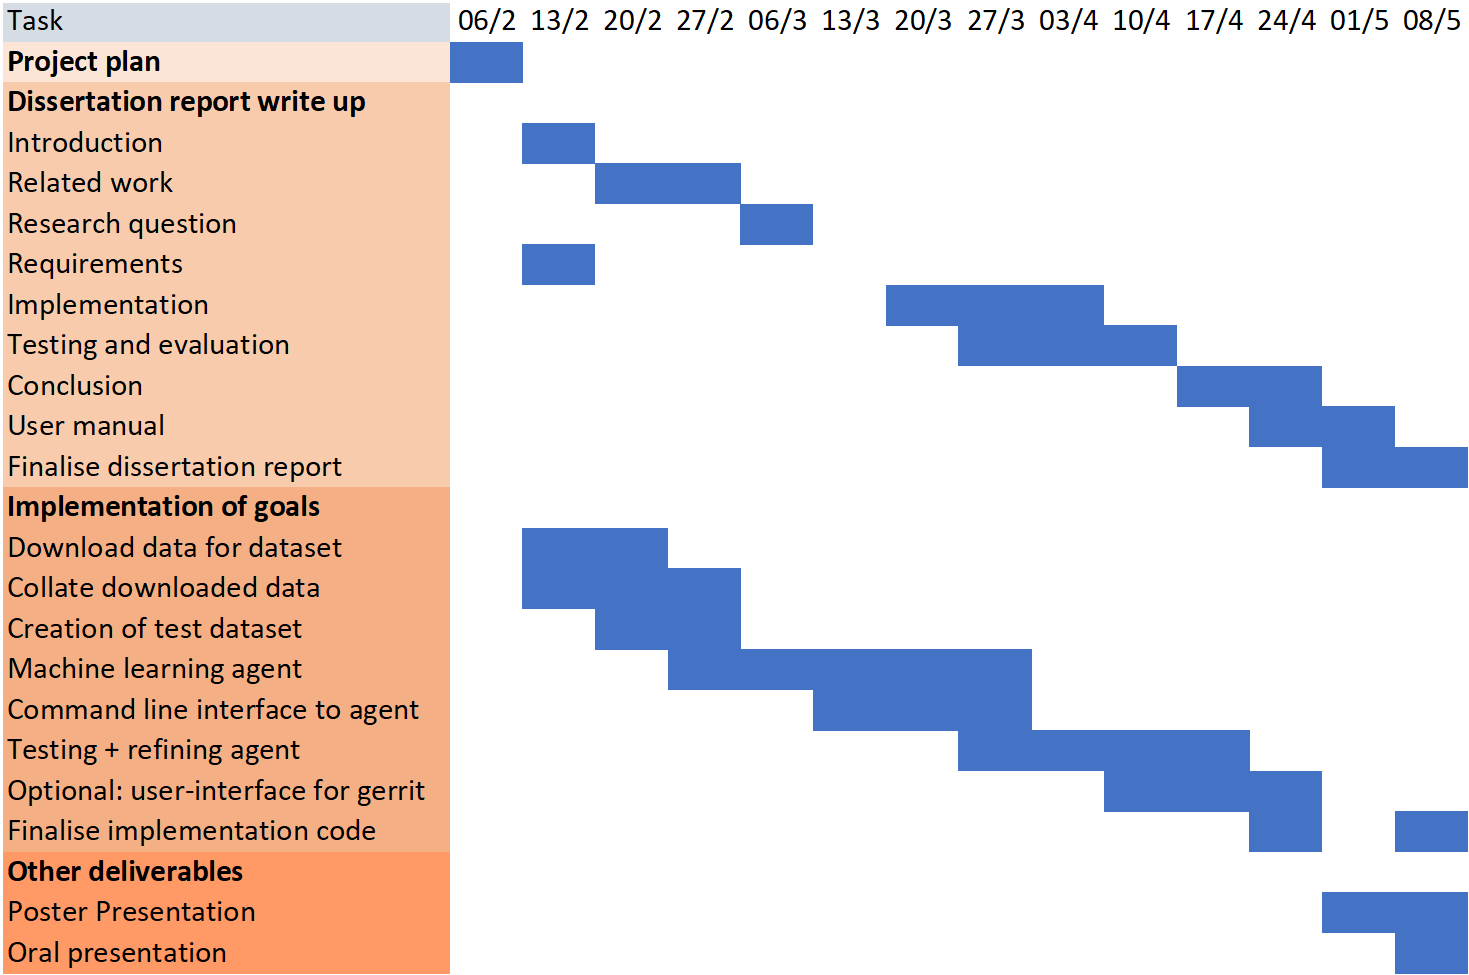 Task 06/2 13/2 20/2 27/2 06/3 13/3 20/3 27/3 03/4 10/4 17/4 24/4 01/5 08/5
Project plan
Dissertation report write up
Introduction
Related work
Research question
Requirements
Implementation
Testing and evaluation
Conclusion
User manual
Finalise dissertation report
Implementation of goals
Download data for dataset
Collate downloaded data
Creation of test dataset
Machine learning agent
Command line interface to agent
Testing + refining agent
Optional: user-interface for gerrit
Finalise implementation code
Other deliverables
Poster Presentation
Oral presentation